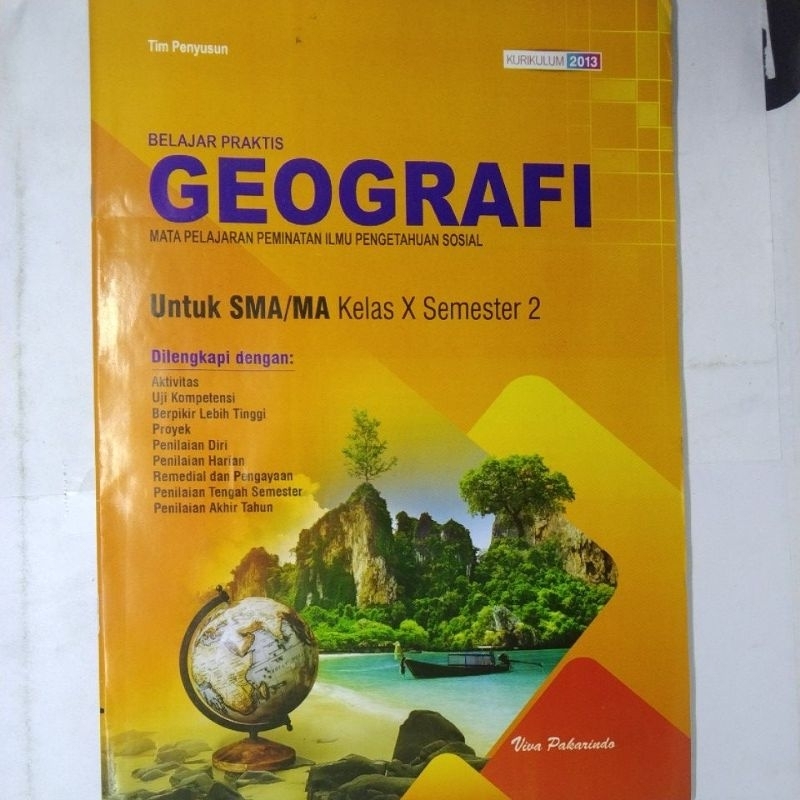 Tim Penyusun
KURIKULUM 2013
BELAJAR PRAKTIS
GEOGRAFI
MATA PELAJARAN PEMINATAN ILMU PENGETAHUAN SOSIAL
Untuk SMA/MA Kelas X Semester 2
Dilengkapi dengan:
Aktivitas
Uji Kompetensi
Berpikir Lebih Tinggi
Proyek
Penilaian Diri
Penilaian Harian
Remedial dan Pengayaan
Penilaian Tengah Semester
Penilaian Akhir Tahun
Viva Pakarindo